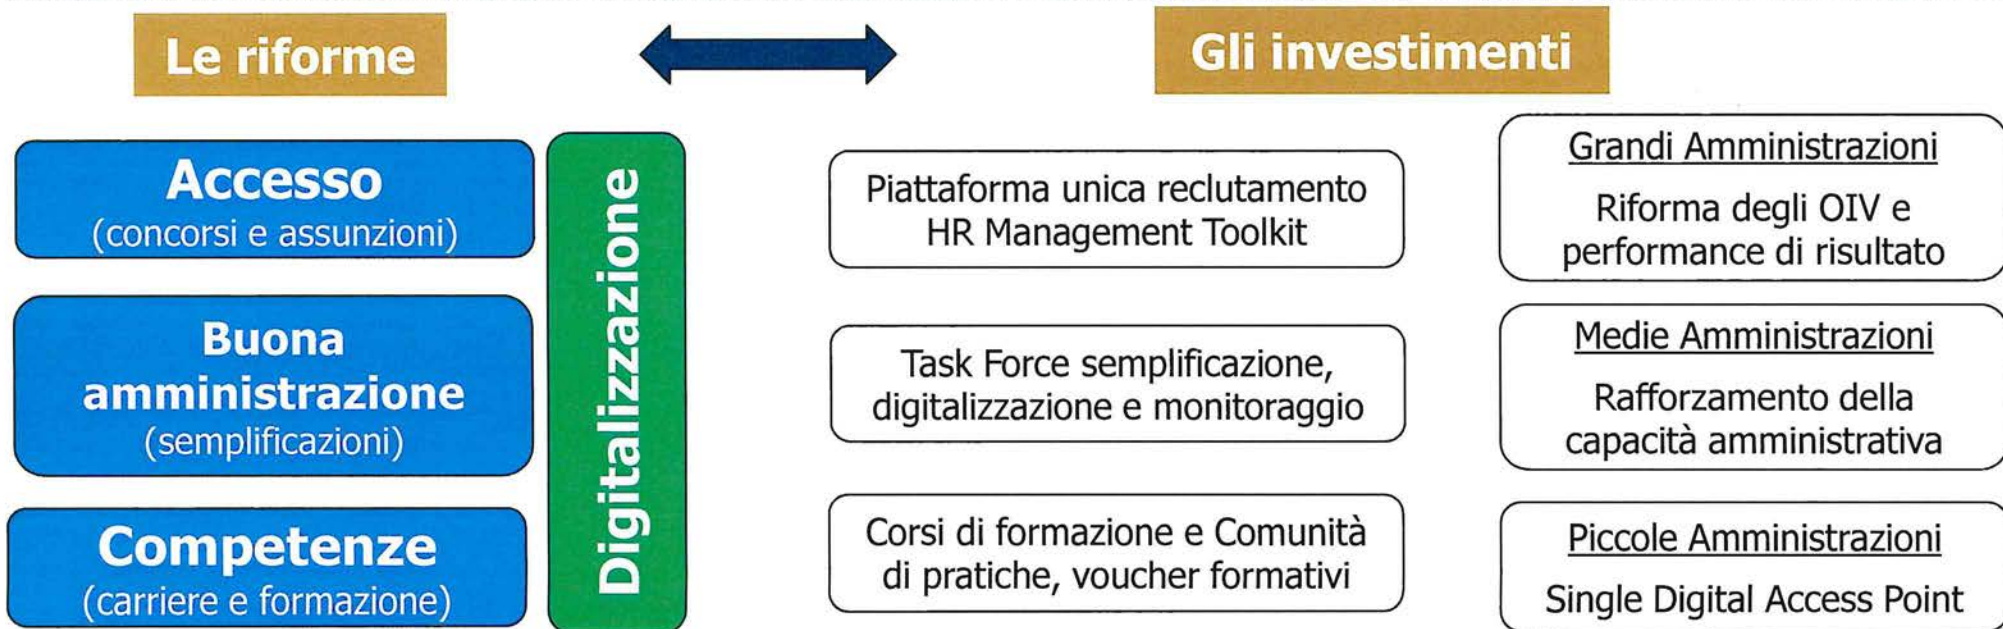 Le riforme
Gli investimenti
Accesso
(concorsi e assunzioni)
Buona
amministrazione
(semplificazioni)
Competenze
(carriere e formazione)
Digitalizzazione
Piattaforma unica reclutamento
HR Management Toolkit
Task Force semplificazione,
digitalizzazione e monitoraggio
Corsi di formazione e Comunità
di pratiche, voucher formativi
Grandi Amministrazioni
Riforma degli OIV e
performance di risultato
Medie Amministrazioni
Rafforzamento della
capacità amministrativa
Piccole Amministrazioni
Single Digital Access Point